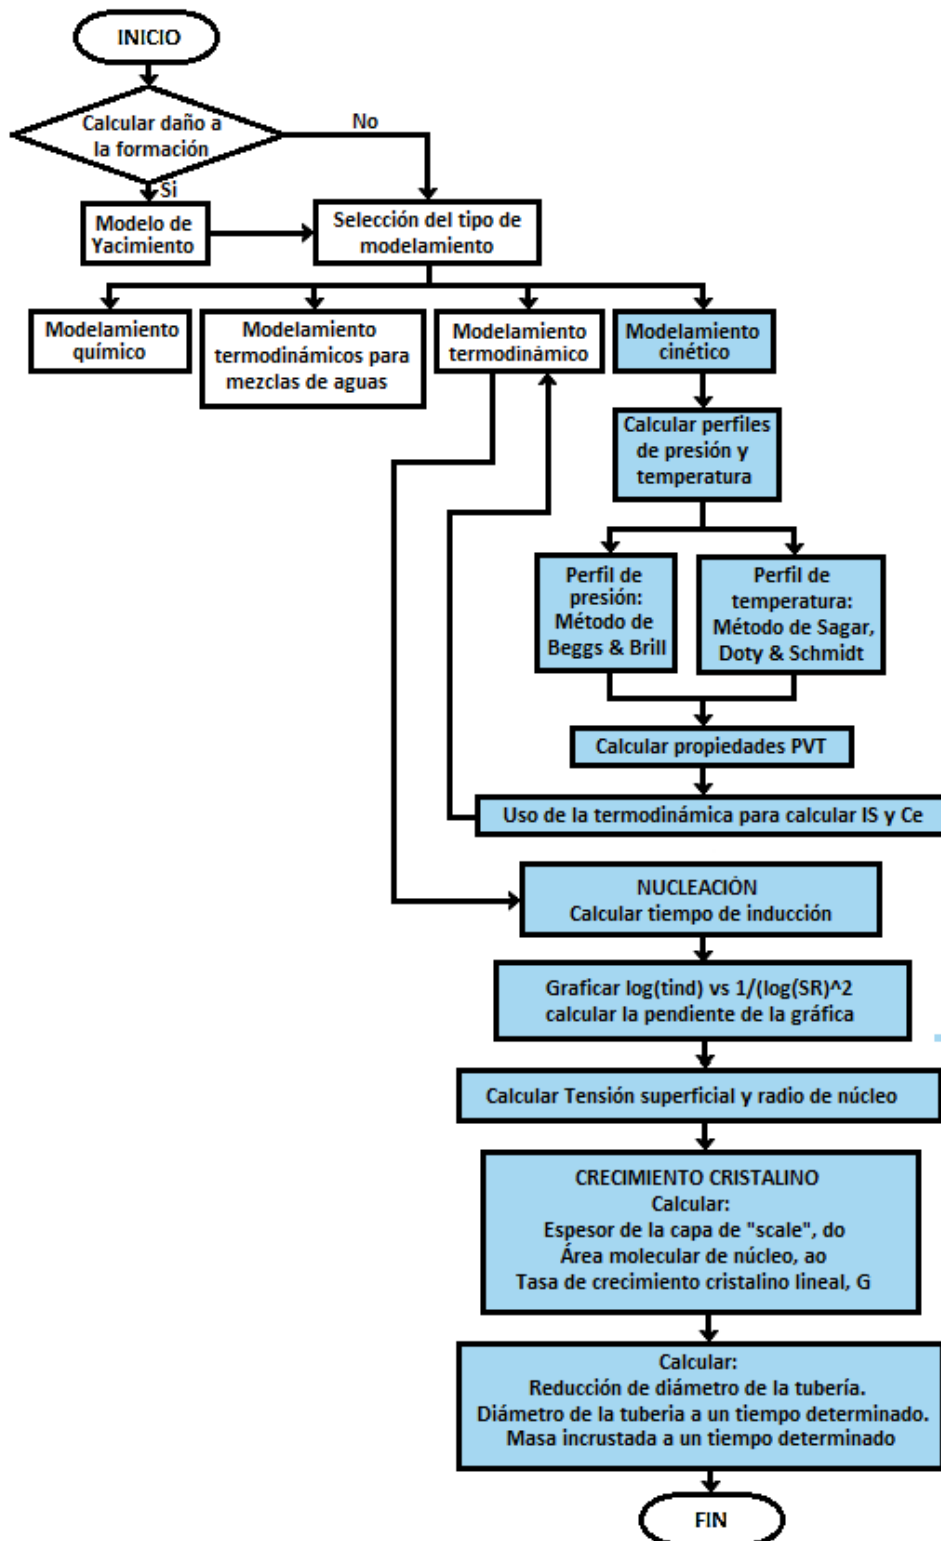 INICIO
Calcular daño a
la formación
No
Si
Modelo de
Yacimiento
Selección del tipo de
modelamiento
Modelamiento
químico
Modelamiento
termodinámicos para
mezclas de aguas
Modelamiento
termodinámico
Modelamiento
cinético
Calcular perfiles
de presión y
temperatura
Perfil de
presión:
Método de
Beggs & Brill
Perfil de
temperatura:
Método de Sagar,
Doty & Schmidt
Calcular propiedades PVT
Uso de la termodinámica para calcular IS y Ce
NUCLEACIÓN
Calcular tiempo de inducción
Graficar log(tind) vs 1/(log(SR)^2
calcular la pendiente de la gráfica
Calcular Tensión superficial y radio de núcleo
CRECIMIENTO CRISTALINO
Calcular:
Espesor de la capa de "scale", do
Área molecular de núcleo, ao
Tasa de crecimiento cristalino lineal, G
Calcular:
Reducción de diámetro de la tubería.
Diámetro de la tuberia a un tiempo determinado.
Masa incrustada a un tiempo determinado
FIN